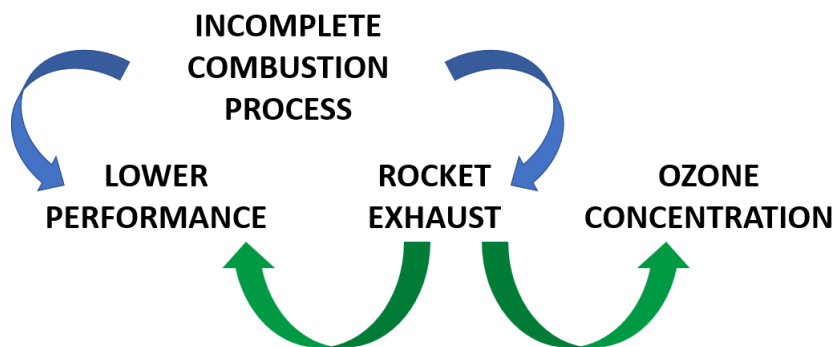 INCOMPLETE
COMBUSTION
PROCESS
LOWER
PERFORMANCE
ROCKET
EXHAUST
OZONE
CONCENTRATION